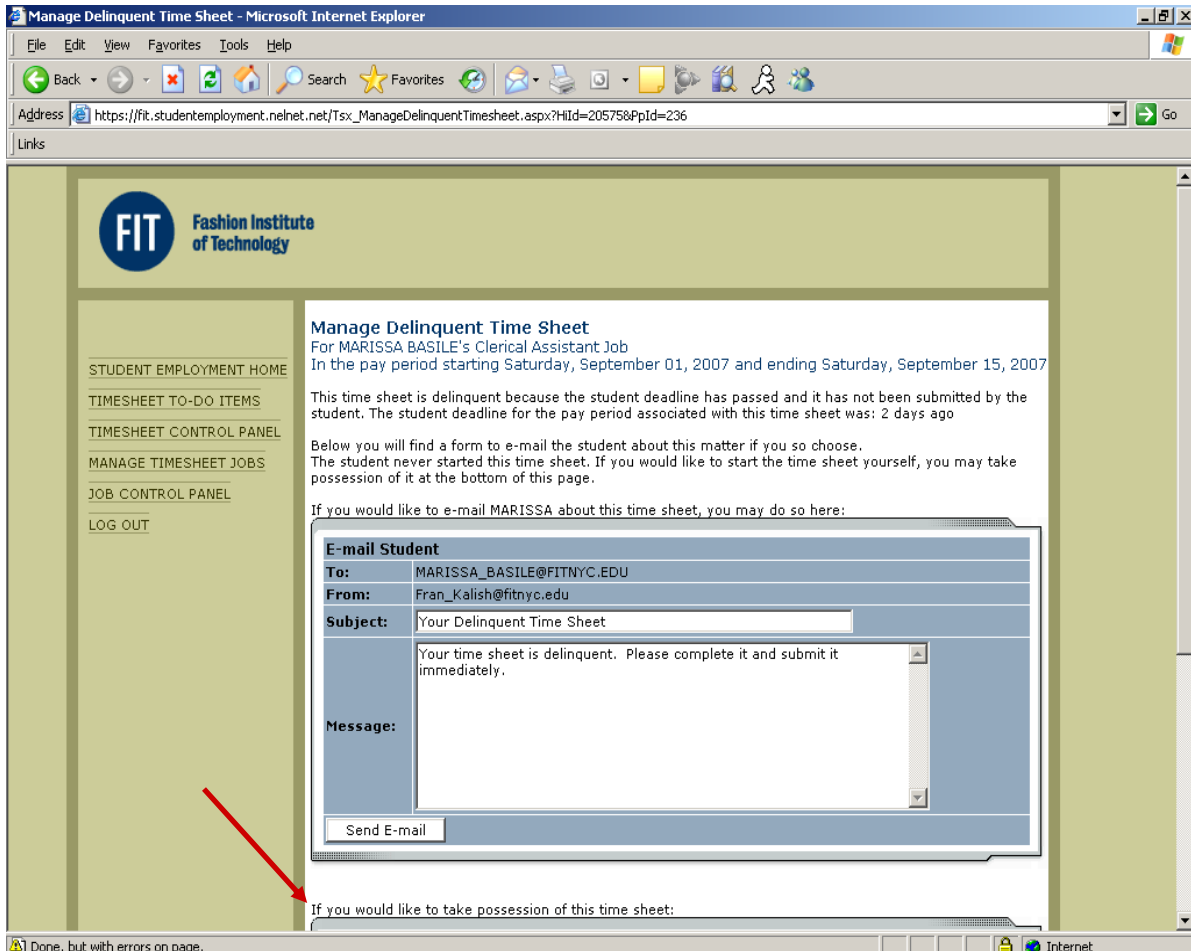 Manage Delinquent Time Sheet - Microsoft Internet Explorer
File Edit View Favorites Tools Help
Back Search Favorites
Address https://fit.studentemployment.nelnet.net/Tsx_ManageDelinquentTimesheet.aspx?HiId=20575&PpId=236 Go
Links
FIT Fashion Institute
of Technology
STUDENT EMPLOYMENT HOME
TIMESHEET TO-DO ITEMS
TIMESHEET CONTROL PANEL
MANAGE TIMESHEET JOBS
JOB CONTROL PANEL
LOG OUT
Manage Delinquent Time Sheet
For MARISSA BASILE's Clerical Assistant Job
In the pay period starting Saturday, September 01, 2007 and ending Saturday, September 15, 2007
This time sheet is delinquent because the student deadline has passed and it has not been submitted by the
student. The student deadline for the pay period associated with this time sheet was: 2 days ago
Below you will find a form to e-mail the student about this matter if you so choose.
The student never started this time sheet. If you would like to start the time sheet yourself, you may take
possession of it at the bottom of this page.
If you would like to e-mail MARISSA about this time sheet, you may do so here:
E-mail Student
To: MARISSA_BASILE@FITNYC.EDU
From: Fran_Kalish@fitnyc.edu
Subject: Your Delinquent Time Sheet
Message: Your time sheet is delinquent. Please complete it and submit it
immediately.
Send E-mail
If you would like to take possession of this time sheet:
Done, but with errors on page. Internet